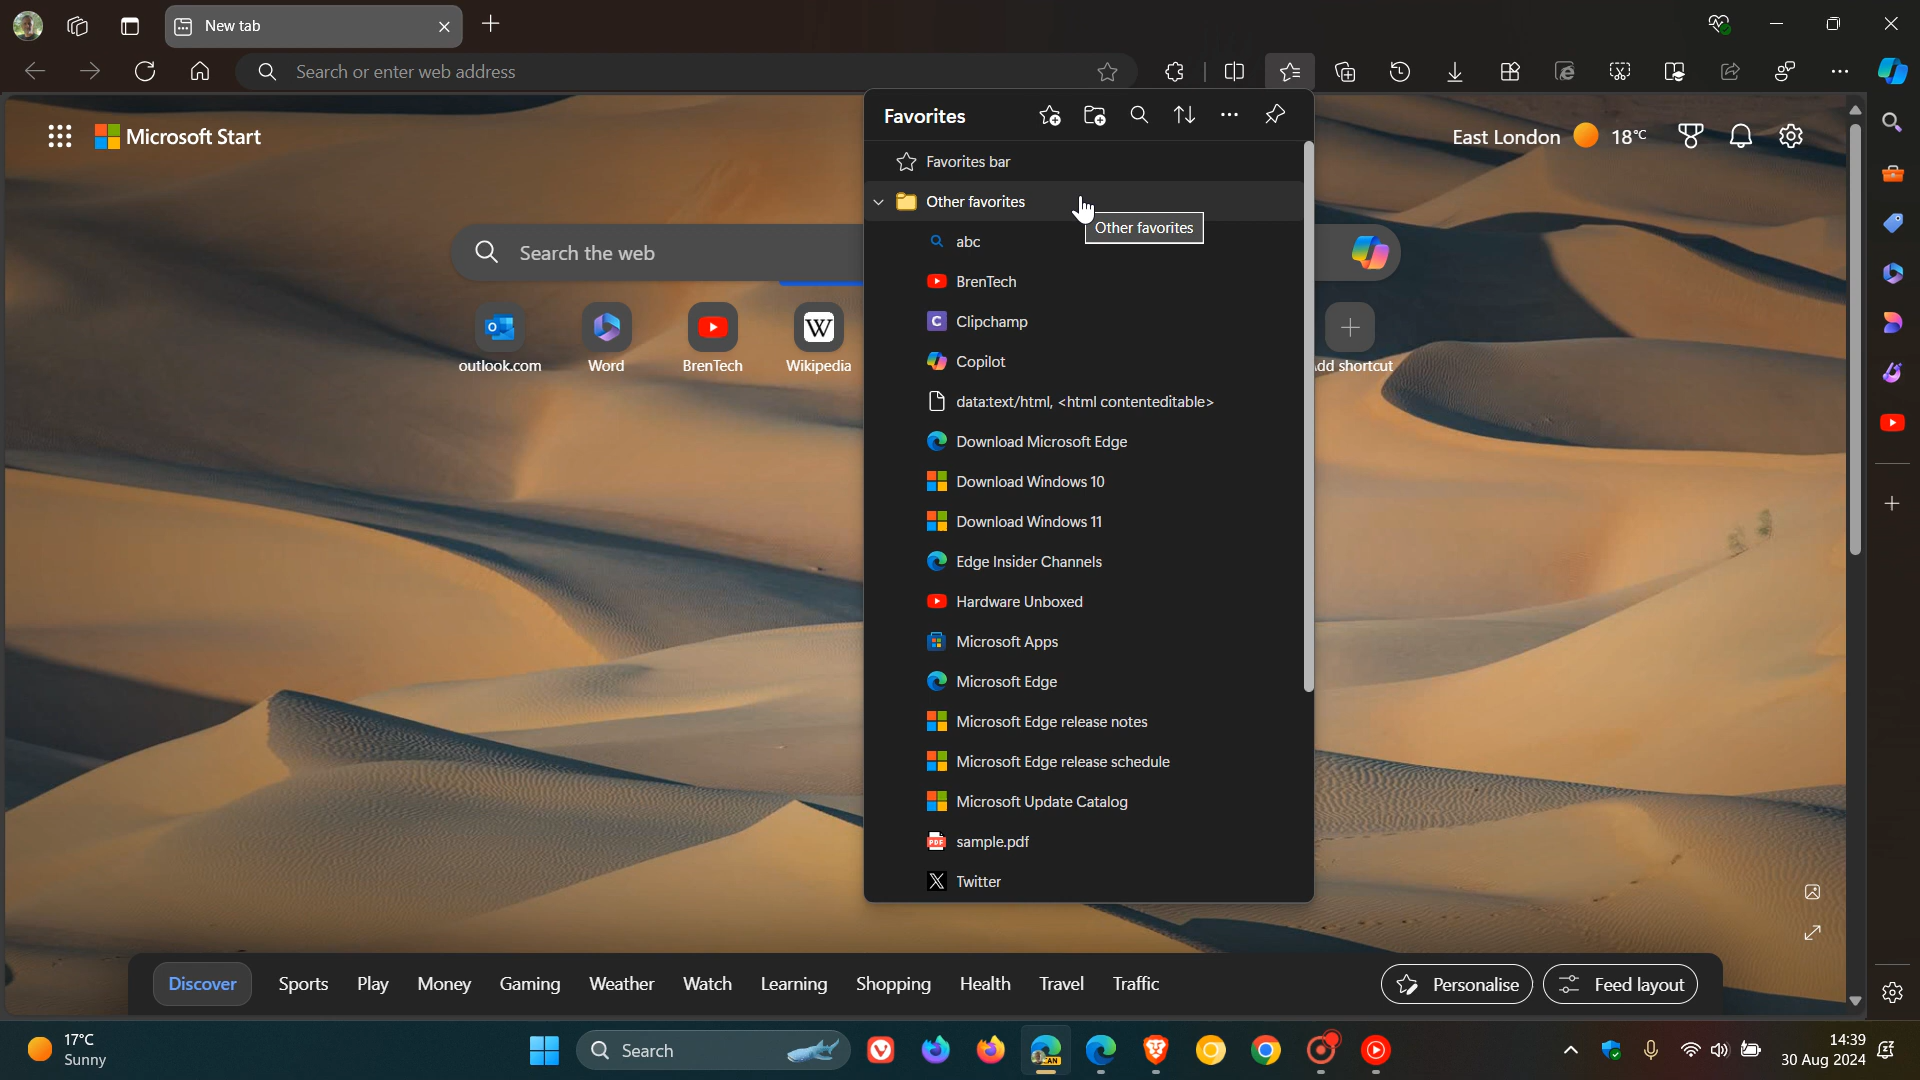 New tab
Search or enter web address
Favorites
Microsoft Start
East London 18°C
Favorites bar
Other favorites
Other favorites
abc
Search the web
BrenTech
Clipchamp
outlook.com
Word
BrenTech
Wikipedia
dd shortcut
Copilot
data:text/html, <html contenteditable>
Download Microsoft Edge
Download Windows 10
Download Windows 11
Edge Insider Channels
Hardware Unboxed
Microsoft Apps
Microsoft Edge
Microsoft Edge release notes
Microsoft Edge release schedule
Microsoft Update Catalog
PDF sample.pdf
Twitter
Discover Sports Play Money Gaming Weather Watch Learning Shopping Health Travel Traffic Personalise Feed layout
17°C
Sunny
Search
CAN
14:39
30 Aug 2024